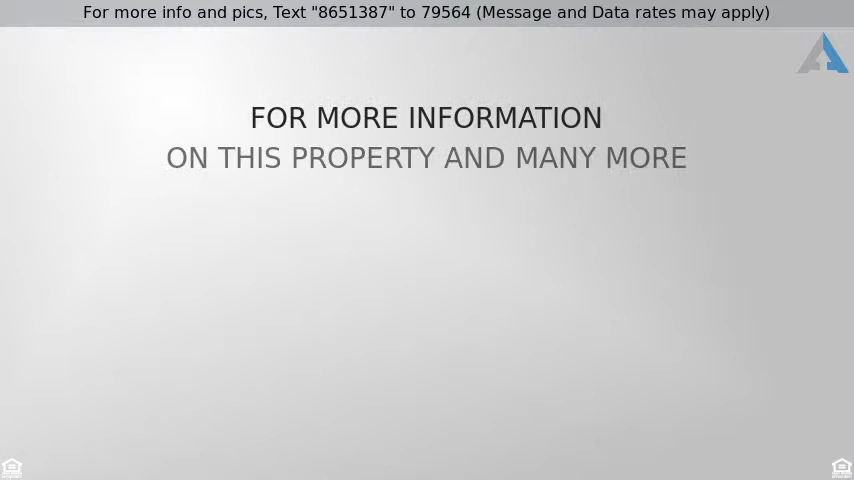 For more info and pics, Text "8651387" to 79564 (Message and Data rates may apply)
FOR MORE INFORMATION
ON THIS PROPERTY AND MANY MORE